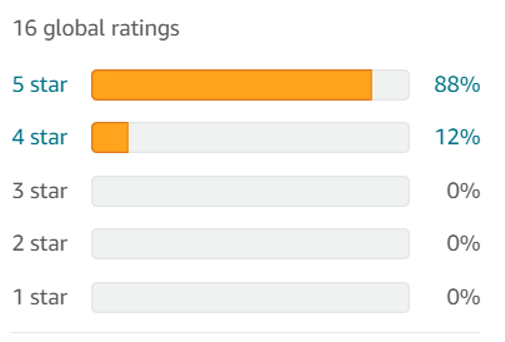 16 global ratings
5 star 88%
4 star 12%
3 star 0%
2 star 0%
1 star 0%